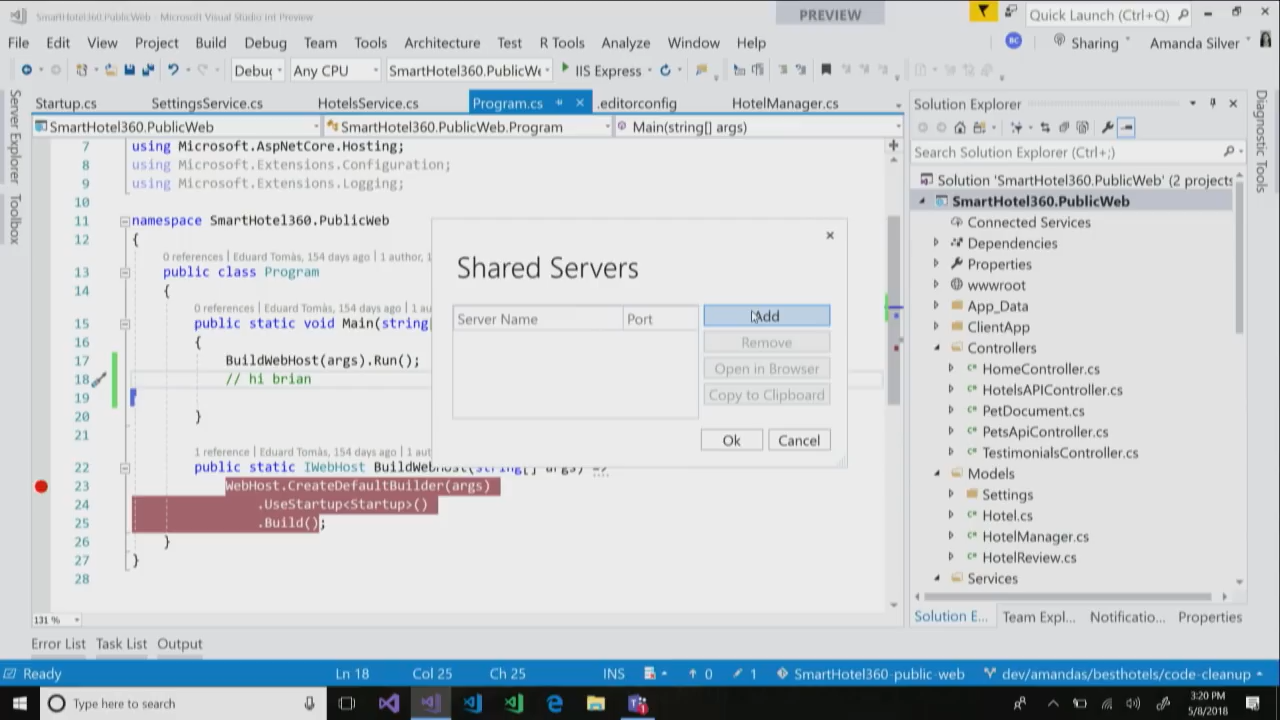 SmartHotel360.PublicWeb - Microsoft Visual Studio Int Preview
PREVIEW
Quick Launch (Ctrl+Q)
File Edit View Project Build Debug Team Tools Architecture Test R Tools Analyze Window Help
BC Sharing Amanda Silver
Debug Any CPU SmartHotel360.PublicWe IIS Express
Server Explorer
Toolbox
Startup.cs SettingsService.cs HotelsService.cs Program.cs .editorconfig HotelManager.cs
SmartHotel360.PublicWeb SmartHotel360.PublicWeb.Program Main(string[] args)
7 using Microsoft.AspNetCore.Hosting;
8 using Microsoft.Extensions.Configuration;
9 using Microsoft.Extensions.Logging;
10
11 namespace SmartHotel360.PublicWeb
12 {
0 references | Eduard Tomàs, 154 days ago | 1 author, 1
13 public class Program
14 {
0 references | Eduard Tomàs, 154 days ago | 1 au
15 public static void Main(string
16 {
17 BuildWebHost(args).Run();
18 // hi brian
19
20 }
21
1 reference | Eduard Tomàs, 154 days ago | 1 aut
22 public static IWebHost BuildWebHost(string[] args) =>
23 WebHost.CreateDefaultBuilder(args)
24 .UseStartup<Startup>()
25 .Build();
26 }
27 }
28
131 %
Shared Servers
Server Name Port
Add
Remove
Open in Browser
Copy to Clipboard
Ok Cancel
Solution Explorer
Search Solution Explorer (Ctrl+;)
Solution 'SmartHotel360.PublicWeb' (2 projects
SmartHotel360.PublicWeb
Connected Services
Dependencies
Properties
wwwroot
App_Data
ClientApp
Controllers
C# HomeController.cs
C# HotelsAPIController.cs
C# PetDocument.cs
C# PetsApiController.cs
C# TestimonialsController.cs
Models
Settings
C# Hotel.cs
C# HotelManager.cs
C# HotelReview.cs
Services
Solution E... Team Expl... Notificatio... Properties
Diagnostic Tools
Error List Task List Output
Ready Ln 18 Col 25 Ch 25 INS 0 1 SmartHotel360-public-web dev/amandas/besthotels/code-cleanup
Type here to search
3:20 PM
5/8/2018